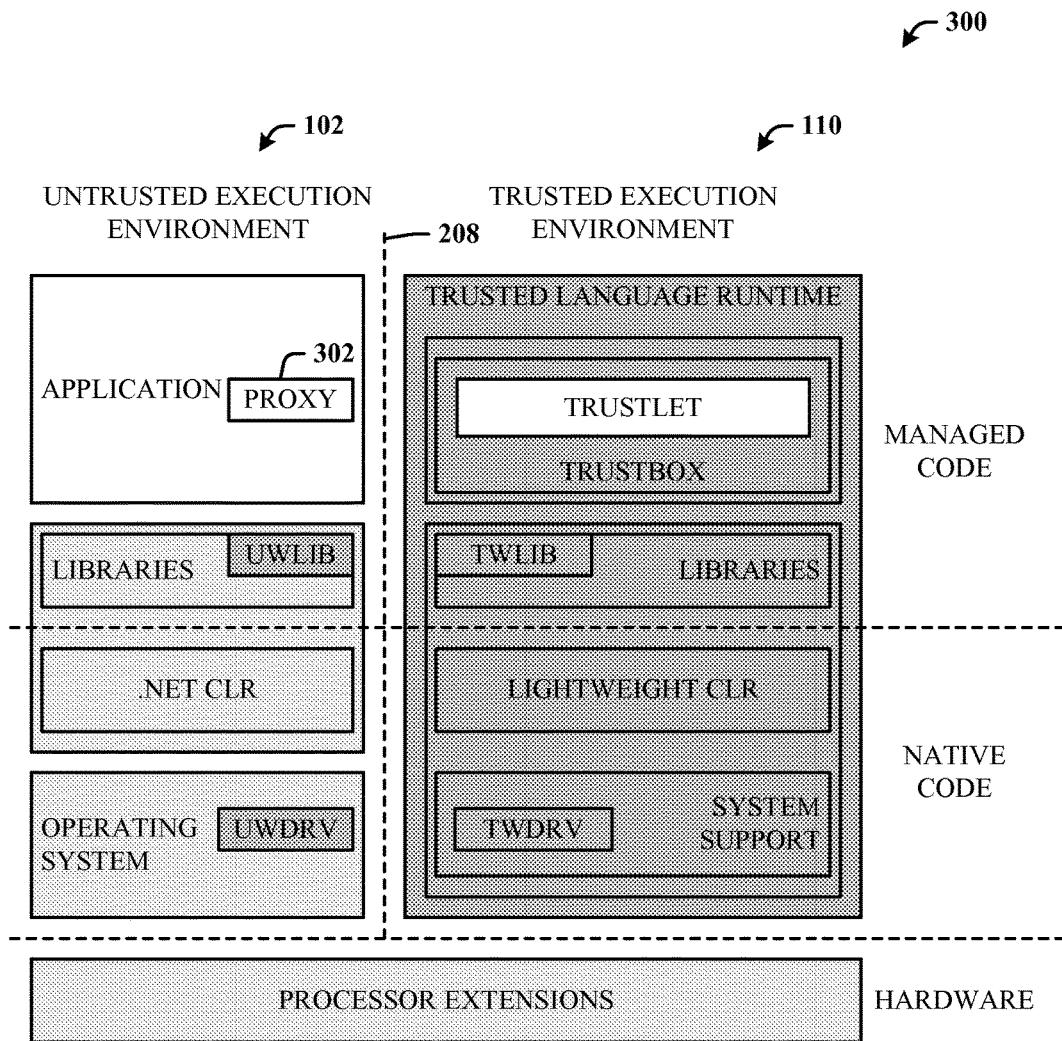 300
102
110
UNTRUSTED EXECUTION
ENVIRONMENT
TRUSTED EXECUTION
ENVIRONMENT
208
TRUSTED LANGUAGE RUNTIME
302
APPLICATION
PROXY
TRUSTLET
TRUSTBOX
MANAGED
CODE
LIBRARIES
UWLIB
TWLIB
LIBRARIES
.NET CLR
LIGHTWEIGHT CLR
NATIVE
CODE
OPERATING
SYSTEM
UWDRV
TWDRV
SYSTEM
SUPPORT
PROCESSOR EXTENSIONS
HARDWARE